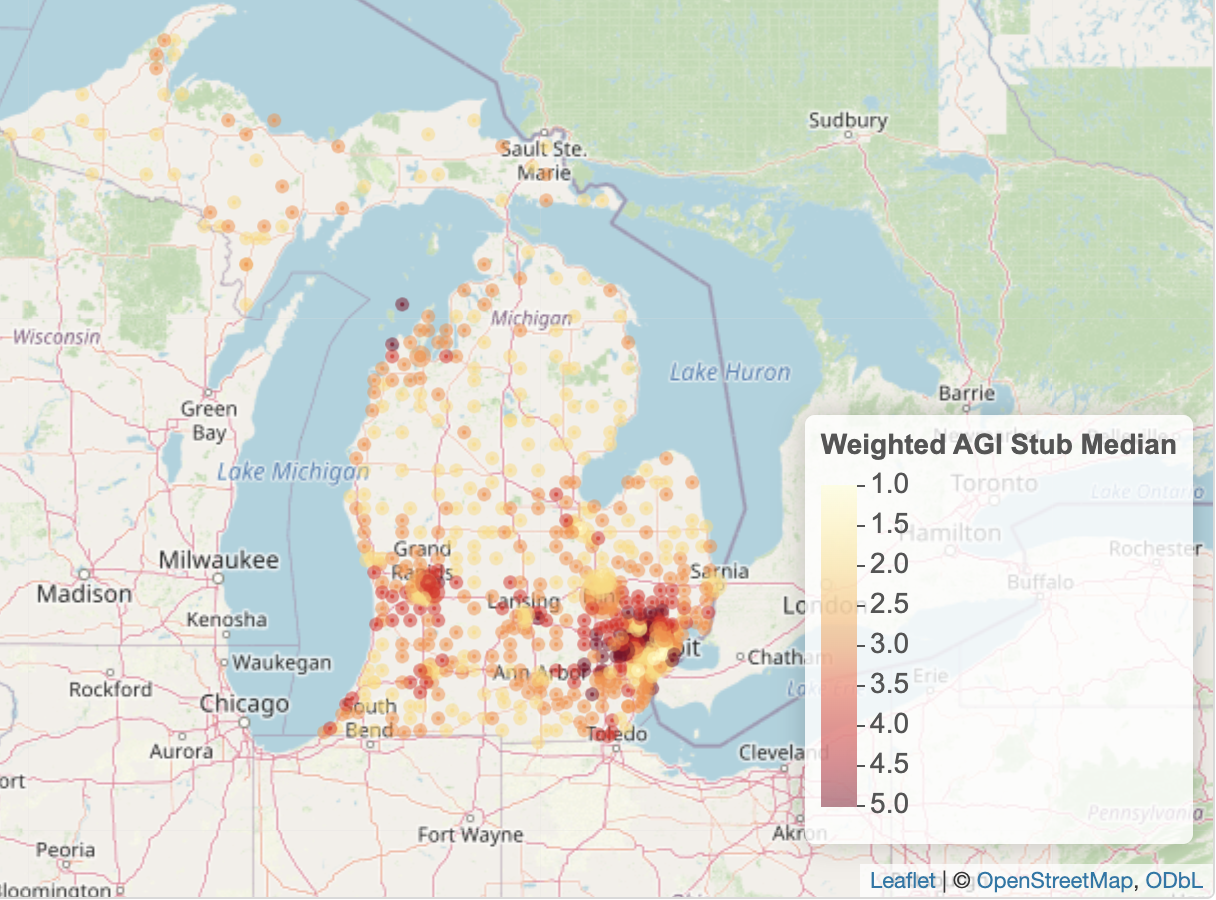 Sudbury
Sault Ste.
Marie
Michigan
Wisconsin
Lake Huron
Barrie
Green
Bay
Weighted AGI Stub Median
Lake Michigan
1.0
Toronto
Lake Ontario
1.5
Hamilton
2.0
Grand
Rapids
Rochester
Milwaukee
Sarnia
Buffalo
Madison
Lansing
2.5
London
Kenosha
3.0
Waukegan
Ann Arbor
oit
Chatham
Erie
3.5
Rockford
Chicago
South
Bend
4.0
Toledo
Aurora
Cleveland
4.5
ort
5.0
Pennsylvania
Fort Wayne
Akron
Peoria
Bloomington
Leaflet | © OpenStreetMap, ODbL